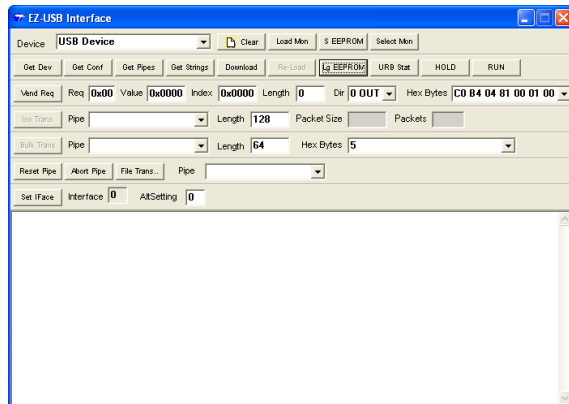 EZ-USB Interface
Device USB Device Clear Load Mon S EEPROM Select Mon
Get Dev Get Conf Get Pipes Get Strings Download Re-Load Lg EEPROM URB Stat HOLD RUN
Vend Req Req 0x00 Value 0x0000 Index 0x0000 Length 0 Dir 0 OUT Hex Bytes C0 B4 04 81 00 01 00
Iso Trans Pipe Length 128 Packet Size Packets
Bulk Trans Pipe Length 64 Hex Bytes 5
Reset Pipe Abort Pipe File Trans.. Pipe
Set IFace Interface 0 AltSetting 0